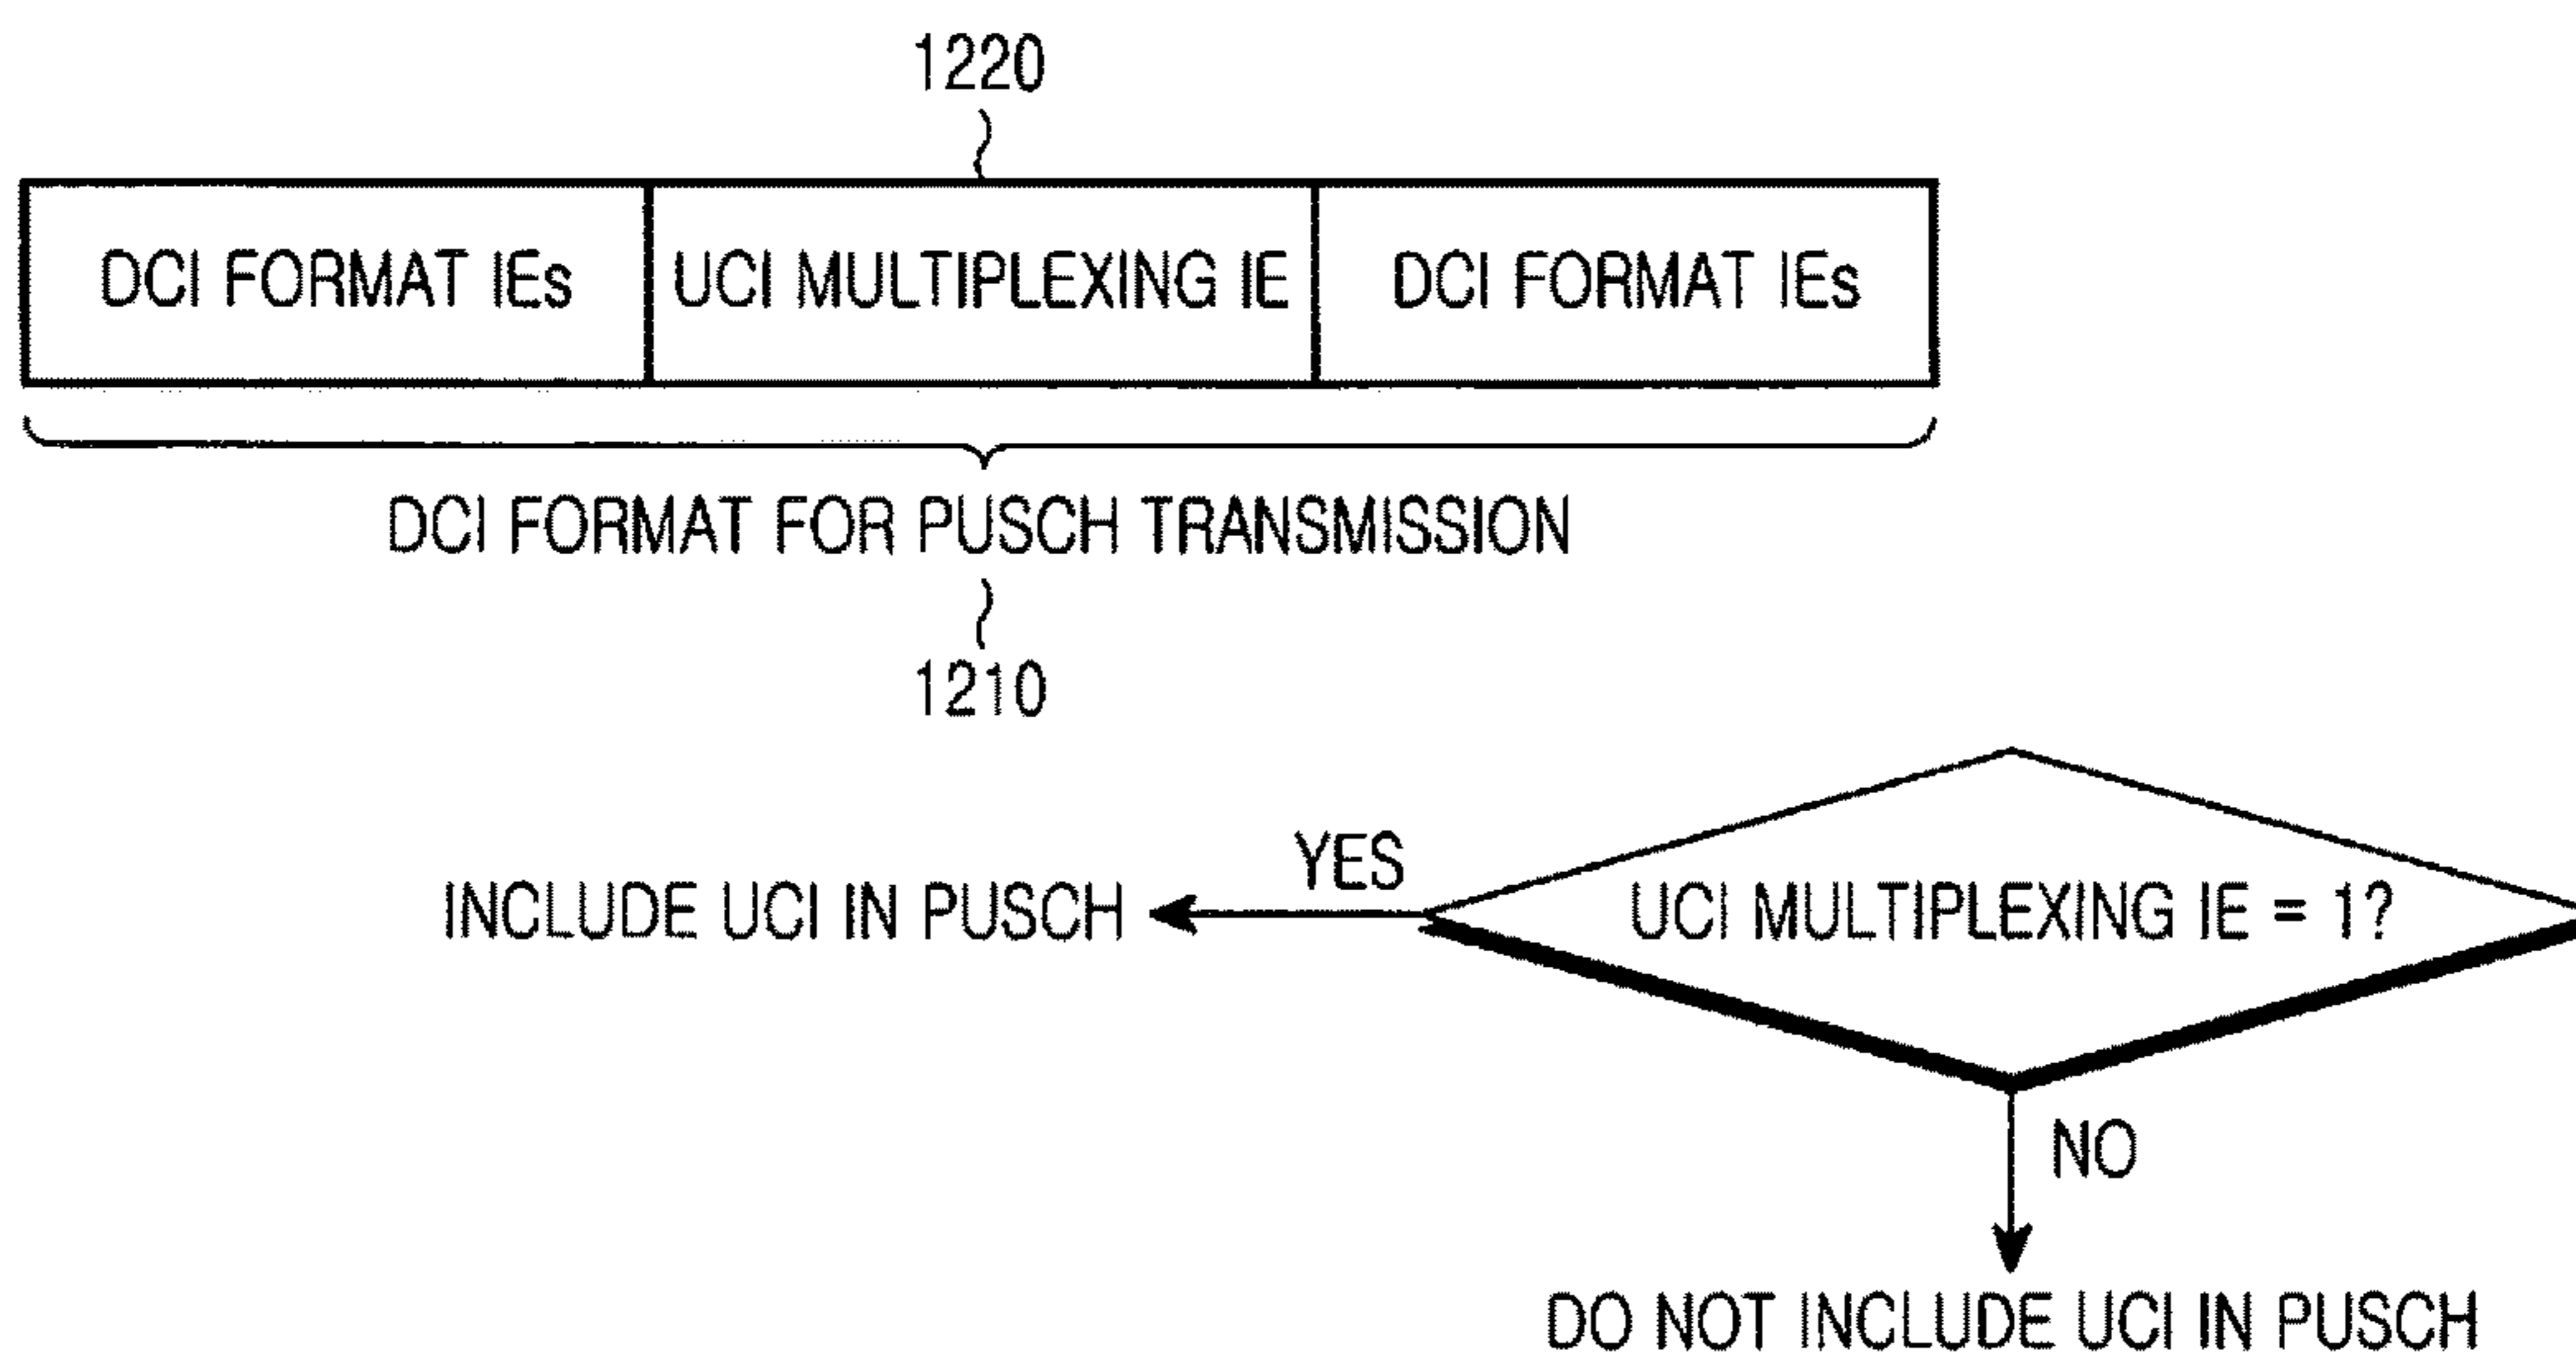 1220
DCI FORMAT IEs UCI MULTIPLEXING IE DCI FORMAT IEs
DCI FORMAT FOR PUSCH TRANSMISSION
1210
YES
INCLUDE UCI IN PUSCH
UCI MULTIPLEXING IE = 1?
NO
DO NOT INCLUDE UCI IN PUSCH